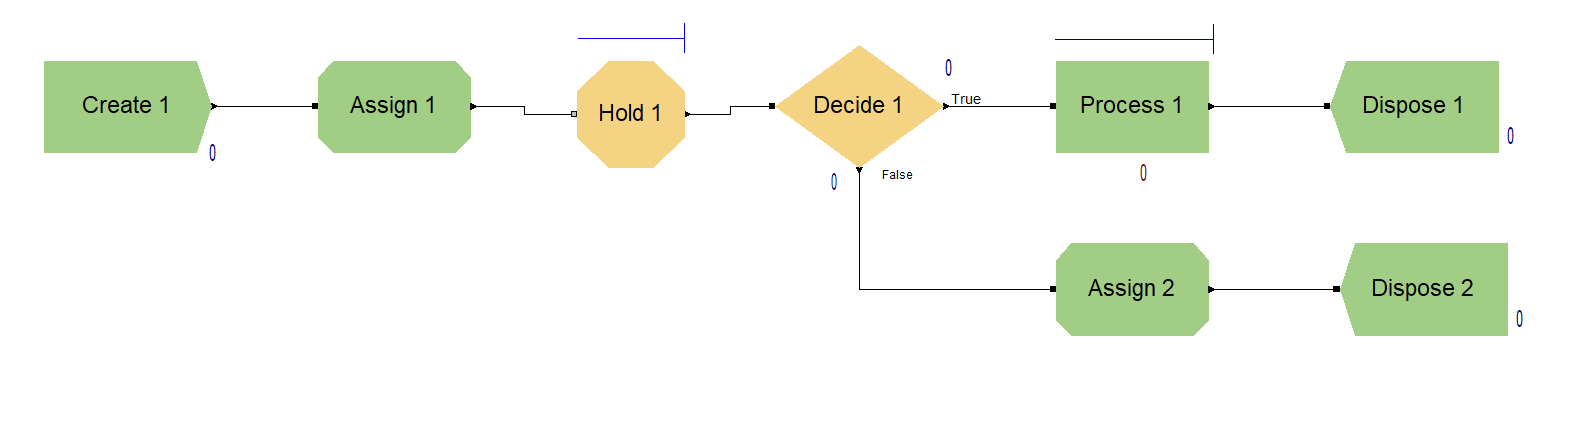 0
Create 1
Assign 1
Hold 1
Decide 1
True
Process 1
Dispose 1
0
0
0
0
False
Assign 2
Dispose 2
0